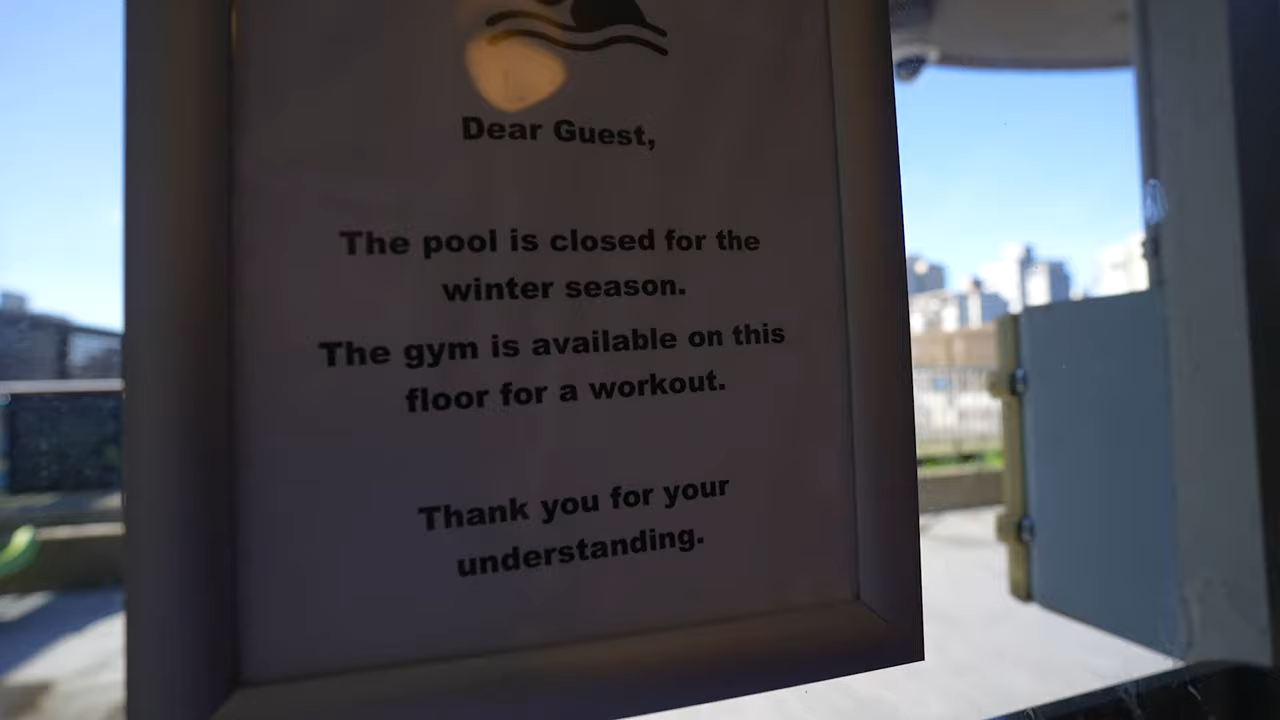 Dear Guest,
The pool is closed for the
winter season.
The gym is available on this
floor for a workout.
Thank you for your
understanding.